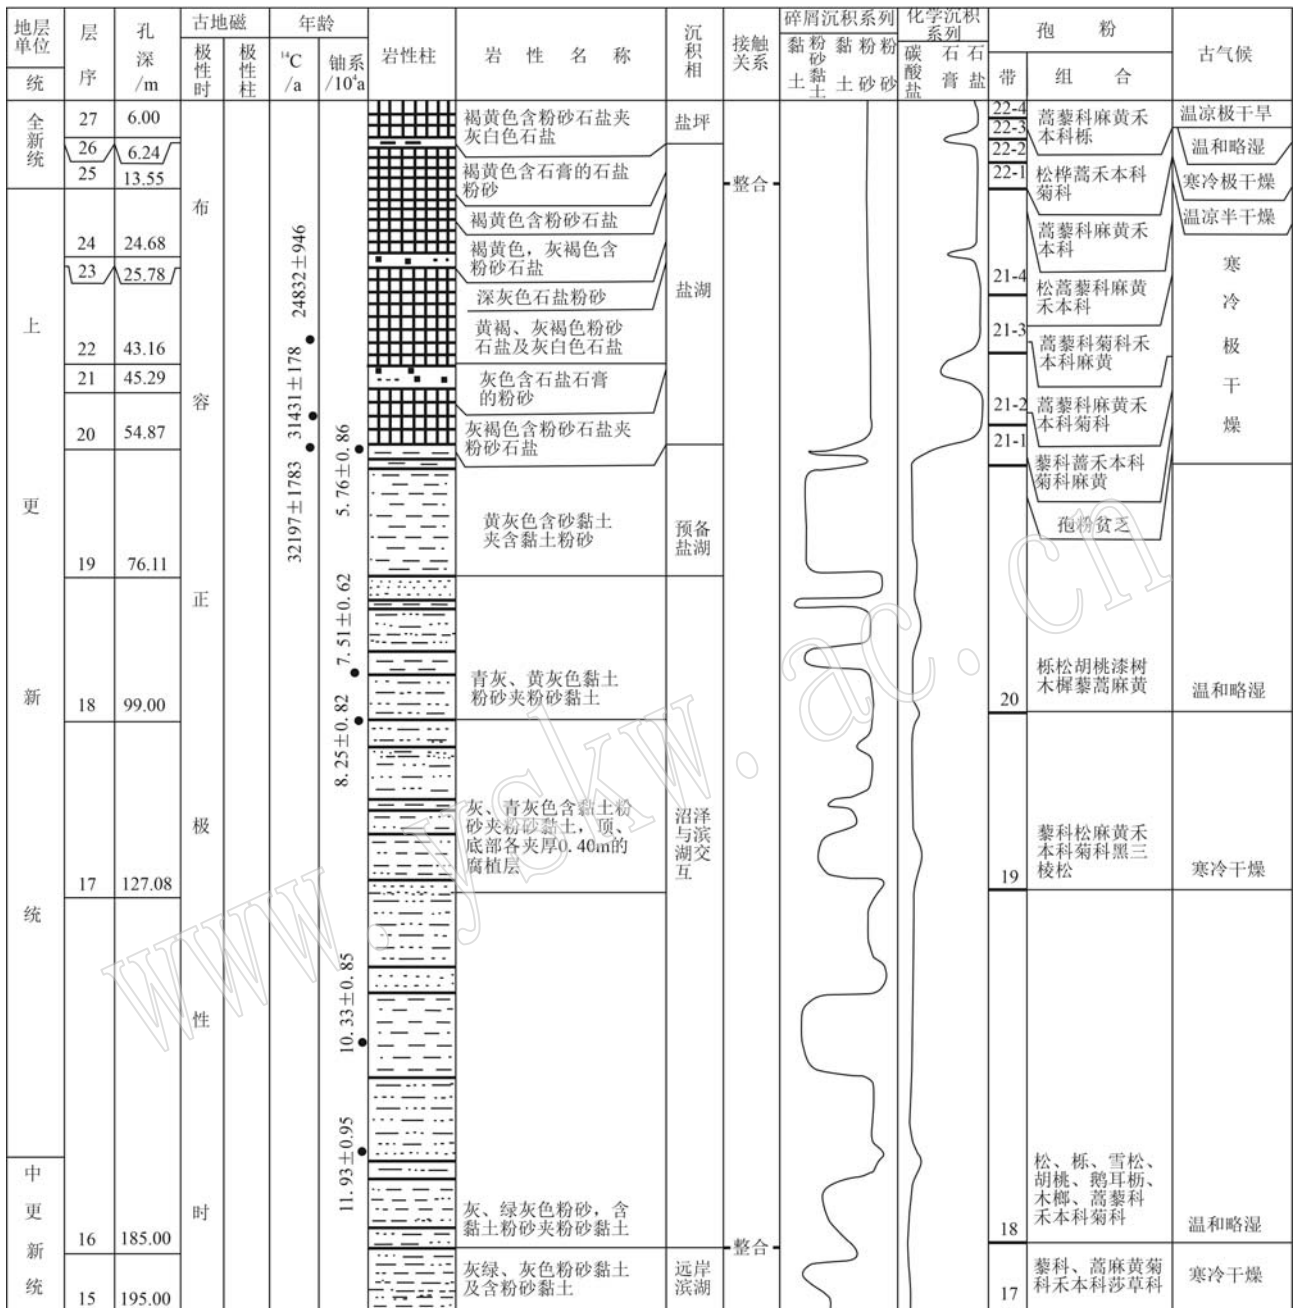 地层单位
层序
孔深/m
古地磁
年龄
岩性柱
岩 性 名 称
沉积相
接触关系
碎屑沉积系列
化学沉积系列
孢 粉
古气候
统
极性时
极性柱
¹⁴C/a
铀系/10⁴a
黏土
粉砂黏土
黏土
粉砂
粉砂
碳酸盐
石膏
石盐
带
组 合
全新统
上更新统
中更新统
27 6.00
26 6.24
25 13.55
24 24.68
23 25.78
22 43.16
21 45.29
20 54.87
19 76.11
18 99.00
17 127.08
16 185.00
15 195.00
布容正极性时
24832±946
31431±178
32197±1783
5.76±0.86
7.51±0.62
8.25±0.82
10.33±0.85
11.93±0.95
褐黄色含粉砂石盐夹
灰白色石盐
褐黄色含石膏的石盐
粉砂
褐黄色含粉砂石盐
褐黄色，灰褐色含
粉砂石盐
深灰色石盐粉砂
黄褐、灰褐色粉砂
石盐及灰白色石盐
灰色含石盐石膏
的粉砂
灰褐色含粉砂石盐夹
粉砂石盐
黄灰色含砂黏土
夹含黏土粉砂
青灰、黄灰色黏土
粉砂夹粉砂黏土
灰、青灰色含黏土粉
砂夹粉砂黏土，顶、
底部各夹厚0.40m的
腐植层
灰、绿灰色粉砂，含
黏土粉砂夹粉砂黏土
灰绿、灰色粉砂黏土
及含粉砂黏土
盐坪
盐湖
预备
盐湖
沼泽
与滨
湖交
互
远岸
滨湖
整合
整合
22-4
22-3
22-2
22-1
21-4
21-3
21-2
21-1
20
19
18
17
蒿藜科麻黄禾
本科栎
松桦蒿禾本科
菊科
蒿藜科麻黄禾
本科
松蒿藜科麻黄
禾本科
蒿藜科菊科禾
本科麻黄
蒿藜科麻黄禾
本科菊科
藜科蒿禾本科
菊科麻黄
孢粉贫乏
栎松胡桃漆树
木樨藜蒿麻黄
藜科松麻黄禾
本科菊科黑三
棱松
松、栎、雪松、
胡桃、鹅耳枥、
木榔、蒿藜科
禾本科菊科
藜科、蒿麻黄菊
科禾本科莎草科
温凉极干旱
温和略湿
寒冷极干燥
温凉半干燥
寒冷极干燥
温和略湿
寒冷干燥
温和略湿
寒冷干燥
www.yskw.ac.cn